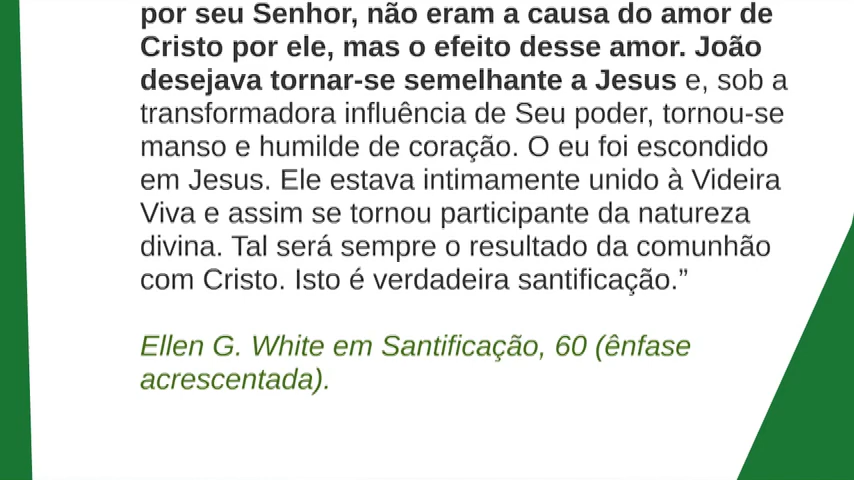 por seu Senhor, não eram a causa do amor de
Cristo por ele, mas o efeito desse amor. João
desejava tornar-se semelhante a Jesus e, sob a
transformadora influência de Seu poder, tornou-se
manso e humilde de coração. O eu foi escondido
em Jesus. Ele estava intimamente unido à Videira
Viva e assim se tornou participante da natureza
divina. Tal será sempre o resultado da comunhão
com Cristo. Isto é verdadeira santificação.”
Ellen G. White em Santificação, 60 (ênfase
acrescentada).